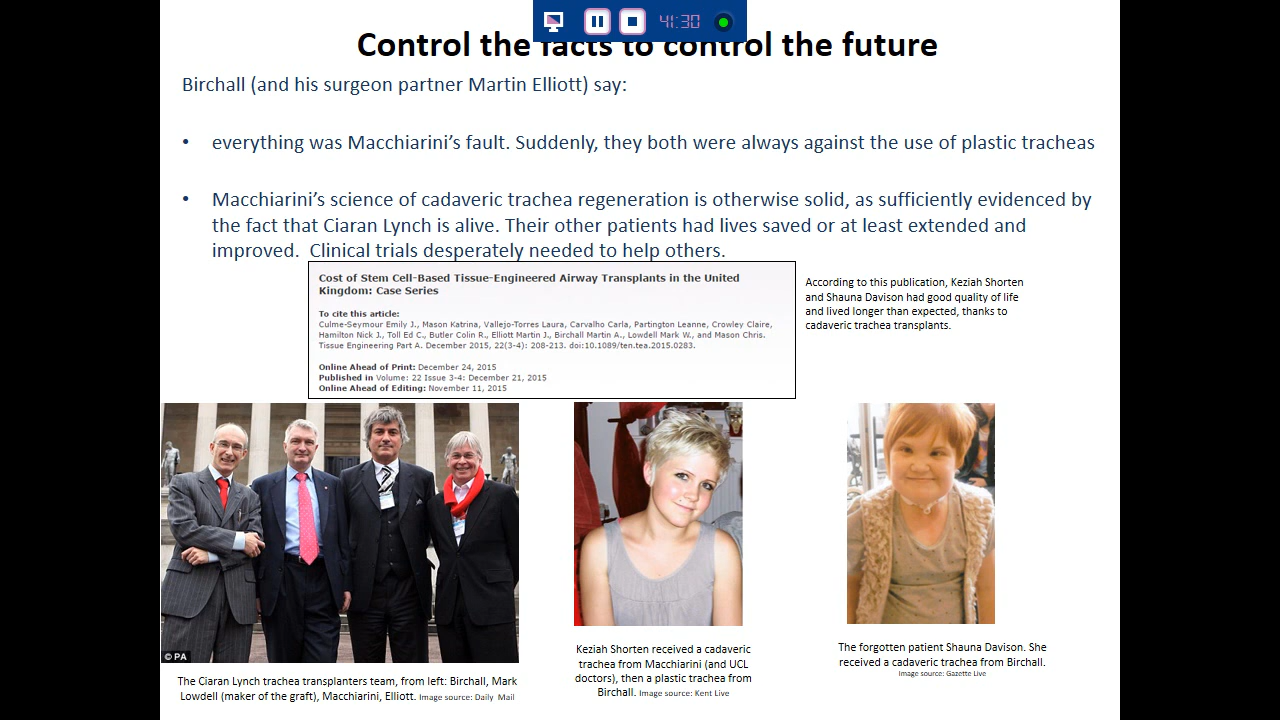 41:30
Control the facts to control the future
Birchall (and his surgeon partner Martin Elliott) say:
• everything was Macchiarini's fault. Suddenly, they both were always against the use of plastic tracheas
• Macchiarini's science of cadaveric trachea regeneration is otherwise solid, as sufficiently evidenced by
the fact that Ciaran Lynch is alive. Their other patients had lives saved or at least extended and
improved.  Clinical trials desperately needed to help others.
Cost of Stem Cell-Based Tissue-Engineered Airway Transplants in the United
Kingdom: Case Series
To cite this article:
Culme-Seymour Emily J., Mason Katrina, Vallejo-Torres Laura, Carvalho Carla, Partington Leanne, Crowley Claire,
Hamilton Nick J., Toll Ed C., Butler Colin R., Elliott Martin J., Birchall Martin A., Lowdell Mark W., and Mason Chris.
Tissue Engineering Part A. December 2015, 22(3-4): 208-213. doi:10.1089/ten.tea.2015.0283.
Online Ahead of Print: December 24, 2015
Published in Volume: 22 Issue 3-4: December 21, 2015
Online Ahead of Editing: November 11, 2015
According to this publication, Keziah Shorten
and Shauna Davison had good quality of life
and lived longer than expected, thanks to
cadaveric trachea transplants.
© PA
The Ciaran Lynch trachea transplanters team, from left: Birchall, Mark
Lowdell (maker of the graft), Macchiarini, Elliott. Image source: Daily Mail
Keziah Shorten received a cadaveric
trachea from Macchiarini (and UCL
doctors), then a plastic trachea from
Birchall. Image source: Kent Live
The forgotten patient Shauna Davison. She
received a cadaveric trachea from Birchall.
Image source: Gazette Live